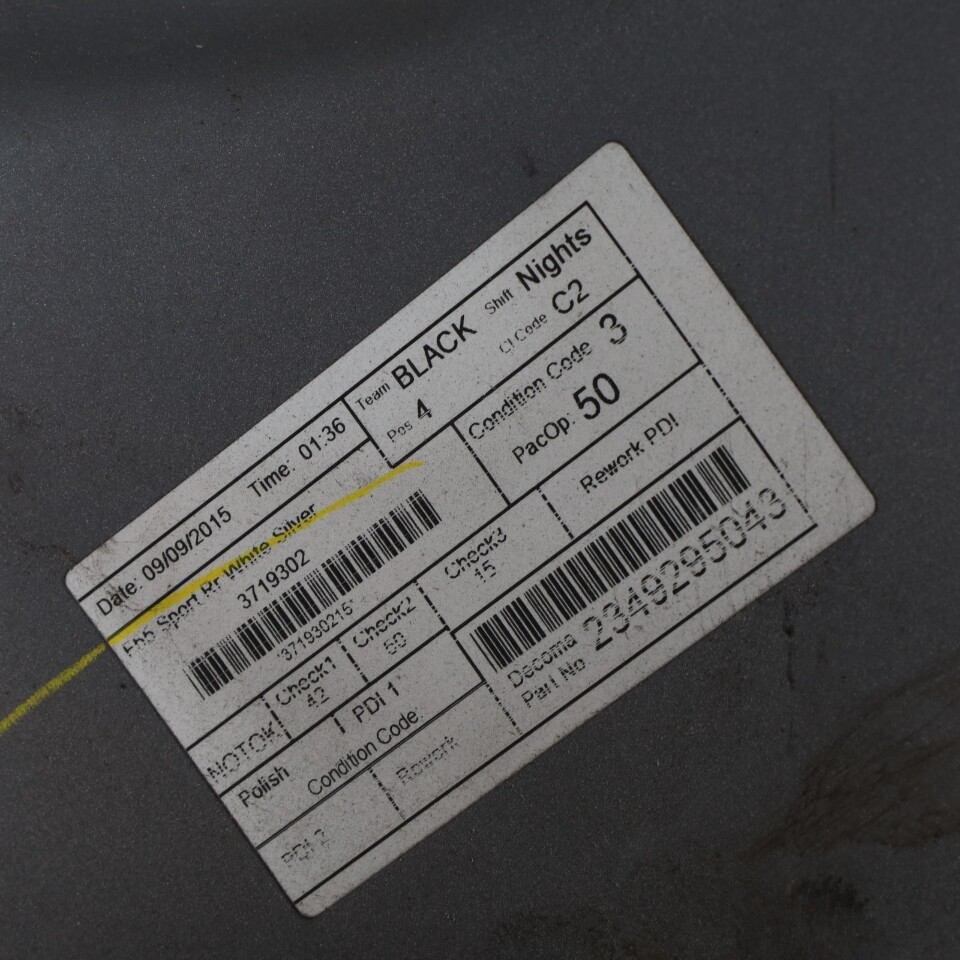 Date: 09/09/2015 Time: 01:36
Team BLACK Shift Nights
Pos 4 CI Code C2
F55 Sport Rr White Silver
3719302
'371930215'
Condition Code 3
PacOp: 50
NOTOK Check1 Check2 Check3 Rework PDI
42 50 15
Polish PDI 1
Condition Code:
PDI 2 Rework
Decoma
Part No 2349295043